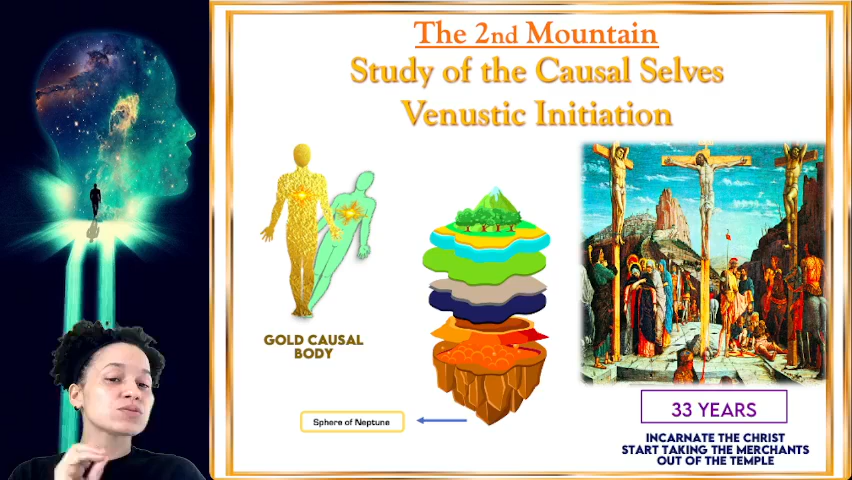 The 2nd Mountain
Study of the Causal Selves
Venustic Initiation
GOLD CAUSAL
BODY
Sphere of Neptune
33 YEARS
INCARNATE THE CHRIST
START TAKING THE MERCHANTS
OUT OF THE TEMPLE